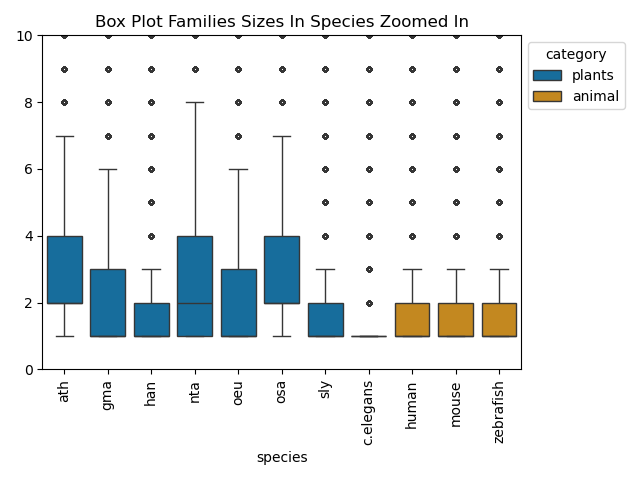 Box Plot Families Sizes In Species Zoomed In
10
8
6
4
2
0
ath
gma
han
nta
oeu
osa
sly
c.elegans
human
mouse
zebrafish
species
category
plants
animal